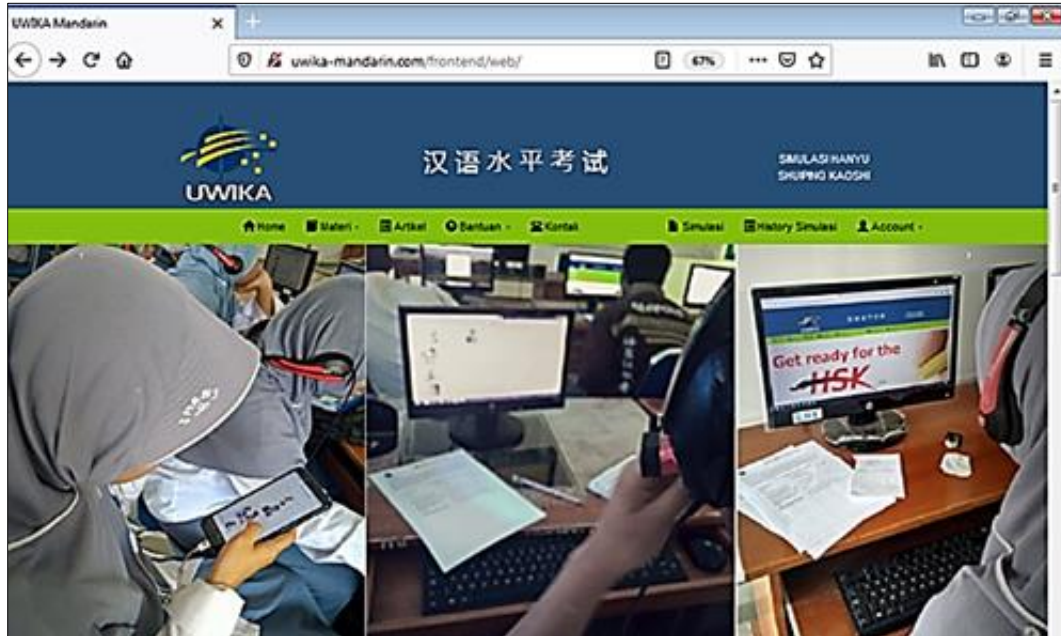 UWIKA Mandarin
uwika-mandarin.com/frontend/web/
67%
UWIKA
汉语水平考试
SIMULASI HANYU
SHUIPING KAOSHI
Home Materi Artikel Bantuan Kontak Simulasi History Simulasi Account
Get ready for the
HSK